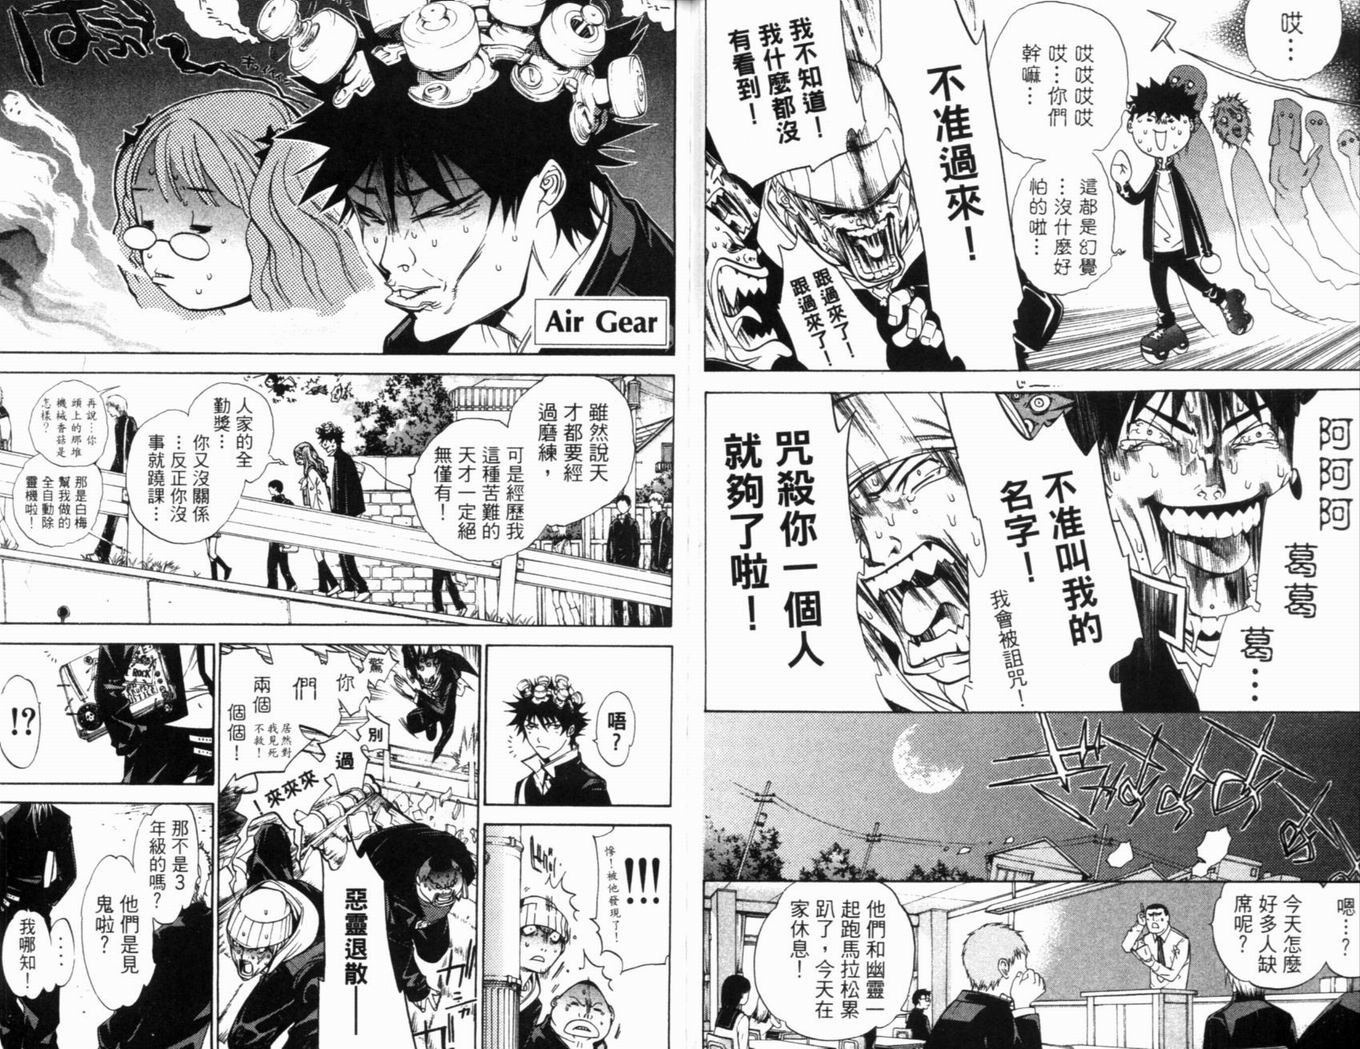 哎…
哎哎哎哎
哎…你們
幹嘛…
這都是幻覺
…沒什麼好
怕的啦…
不准過來！
我不知道！
我什麼都沒
有看到！
跟過來了！
跟過來了！
阿阿阿
葛葛
葛…
不准叫我的
名字！
我會被詛咒！
咒殺你一個人
就夠了啦！
嗯…？
今天怎麼
好多人缺
席呢？
他們和幽靈一
起跑馬拉松累
趴了，今天在
家休息！
Air Gear
雖然說天
才都要經
過磨練，
可是經歷我
這種苦難的
天才一定絕
無僅有！
人家的全
勤獎…
你又沒關係
…反正你沒
事就蹺課…
再說…你
頭上的那堆
機械香菇是
怎樣？
那是白梅
幫我做的
全自動除
靈機啦！
唔？
!!!
慘！被他發現了！
驚
你
們
兩個
個個！
居然對
我見死
不救！
別
過
來來來！
惡靈退散——
!?
ROCK
那不是3
年級的嗎？
他們是見
鬼啦？
…
我哪知！